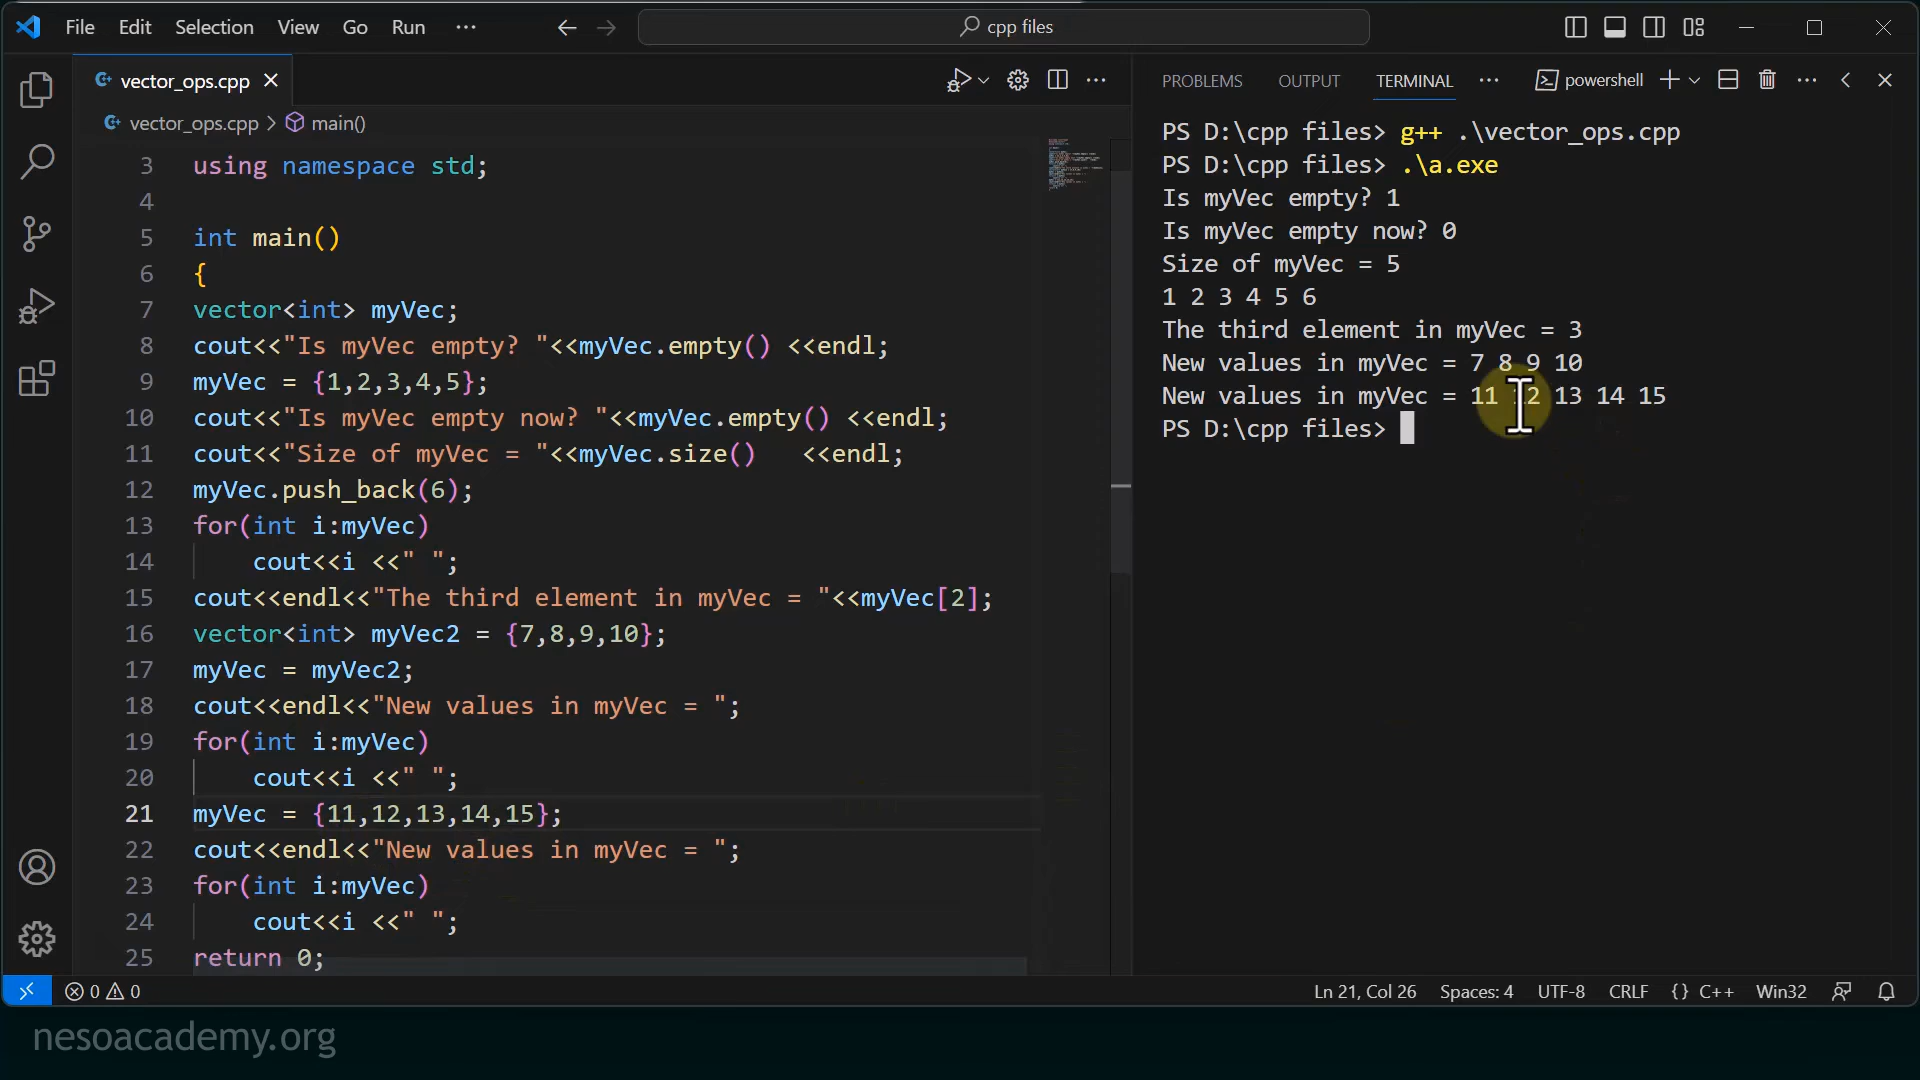 File Edit Selection View Go Run ··· cpp files
vector_ops.cpp
vector_ops.cpp > main()
3 using namespace std;
4
5 int main()
6 {
7 vector<int> myVec;
8 cout<<"Is myVec empty? "<<myVec.empty() <<endl;
9 myVec = {1,2,3,4,5};
10 cout<<"Is myVec empty now? "<<myVec.empty() <<endl;
11 cout<<"Size of myVec = "<<myVec.size()   <<endl;
12 myVec.push_back(6);
13 for(int i:myVec)
14     cout<<i <<" ";
15 cout<<endl<<"The third element in myVec = "<<myVec[2];
16 vector<int> myVec2 = {7,8,9,10};
17 myVec = myVec2;
18 cout<<endl<<"New values in myVec = ";
19 for(int i:myVec)
20     cout<<i <<" ";
21 myVec = {11,12,13,14,15};
22 cout<<endl<<"New values in myVec = ";
23 for(int i:myVec)
24     cout<<i <<" ";
25 return 0;
PROBLEMS OUTPUT TERMINAL ··· powershell
PS D:\cpp files> g++ .\vector_ops.cpp
PS D:\cpp files> .\a.exe
Is myVec empty? 1
Is myVec empty now? 0
Size of myVec = 5
1 2 3 4 5 6
The third element in myVec = 3
New values in myVec = 7 8 9 10
New values in myVec = 11 12 13 14 15
PS D:\cpp files>
0 0 Ln 21, Col 26 Spaces: 4 UTF-8 CRLF {} C++ Win32
nesoacademy.org